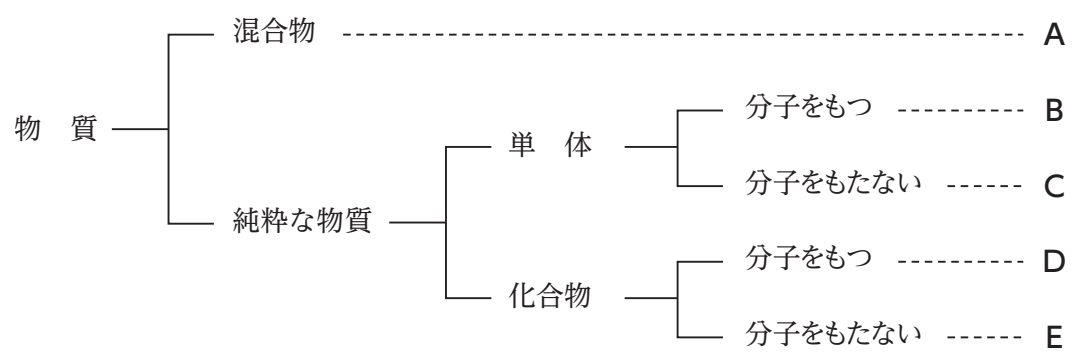 混合物 A
分子をもつ B
物 質
単 体
分子をもたない C
純粋な物質
分子をもつ D
化合物
分子をもたない E